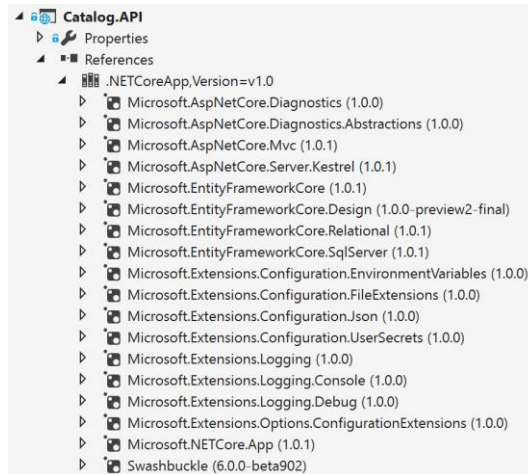 Catalog.API
Properties
References
.NETCoreApp,Version=v1.0
Microsoft.AspNetCore.Diagnostics (1.0.0)
Microsoft.AspNetCore.Diagnostics.Abstractions (1.0.0)
Microsoft.AspNetCore.Mvc (1.0.1)
Microsoft.AspNetCore.Server.Kestrel (1.0.1)
Microsoft.EntityFrameworkCore (1.0.1)
Microsoft.EntityFrameworkCore.Design (1.0.0-preview2-final)
Microsoft.EntityFrameworkCore.Relational (1.0.1)
Microsoft.EntityFrameworkCore.SqlServer (1.0.1)
Microsoft.Extensions.Configuration.EnvironmentVariables (1.0.0)
Microsoft.Extensions.Configuration.FileExtensions (1.0.0)
Microsoft.Extensions.Configuration.Json (1.0.0)
Microsoft.Extensions.Configuration.UserSecrets (1.0.0)
Microsoft.Extensions.Logging (1.0.0)
Microsoft.Extensions.Logging.Console (1.0.0)
Microsoft.Extensions.Logging.Debug (1.0.0)
Microsoft.Extensions.Options.ConfigurationExtensions (1.0.0)
Microsoft.NETCore.App (1.0.1)
Swashbuckle (6.0.0-beta902)